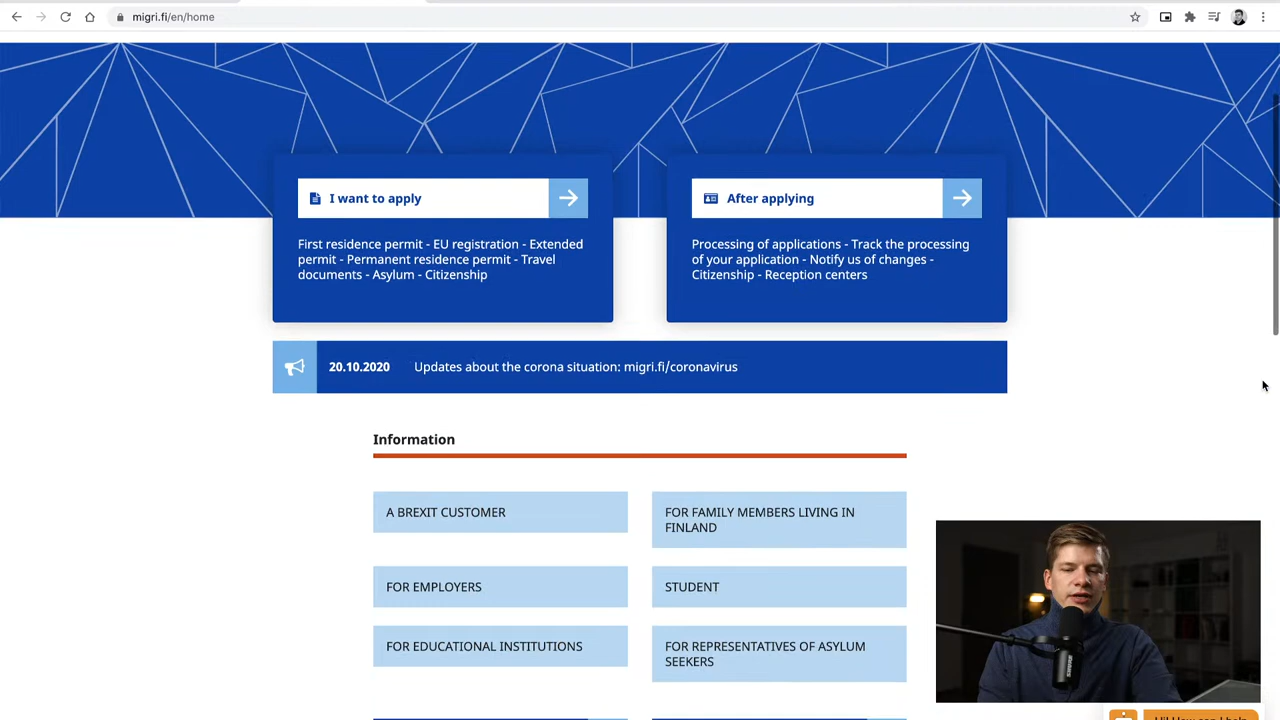 migri.fi/en/home
I want to apply
First residence permit - EU registration - Extended
permit - Permanent residence permit - Travel
documents - Asylum - Citizenship
After applying
Processing of applications - Track the processing
of your application - Notify us of changes -
Citizenship - Reception centers
20.10.2020 Updates about the corona situation: migri.fi/coronavirus
Information
A BREXIT CUSTOMER
FOR FAMILY MEMBERS LIVING IN
FINLAND
FOR EMPLOYERS
STUDENT
FOR EDUCATIONAL INSTITUTIONS
FOR REPRESENTATIVES OF ASYLUM
SEEKERS